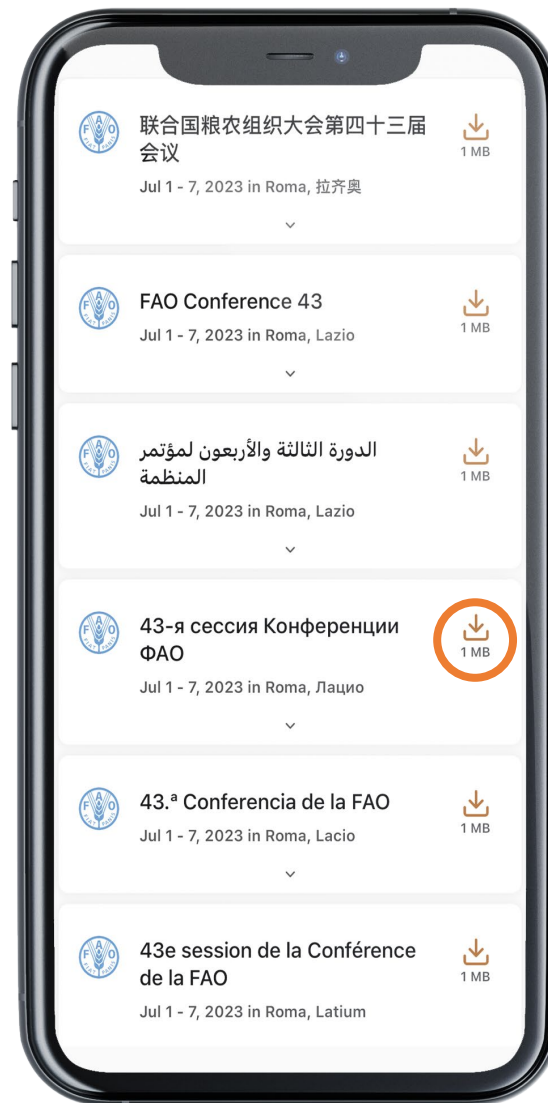 联合国粮农组织大会第四十三届
会议
1 MB
Jul 1 - 7, 2023 in Roma, 拉齐奥
FAO Conference 43
1 MB
Jul 1 - 7, 2023 in Roma, Lazio
الدورة الثالثة والأربعون لمؤتمر
المنظمة
1 MB
Jul 1 - 7, 2023 in Roma, Lazio
43-я сессия Конференции
ФАО
1 MB
Jul 1 - 7, 2023 in Roma, Лацио
43.ª Conferencia de la FAO
1 MB
Jul 1 - 7, 2023 in Roma, Lacio
43e session de la Conférence
de la FAO
1 MB
Jul 1 - 7, 2023 in Roma, Latium